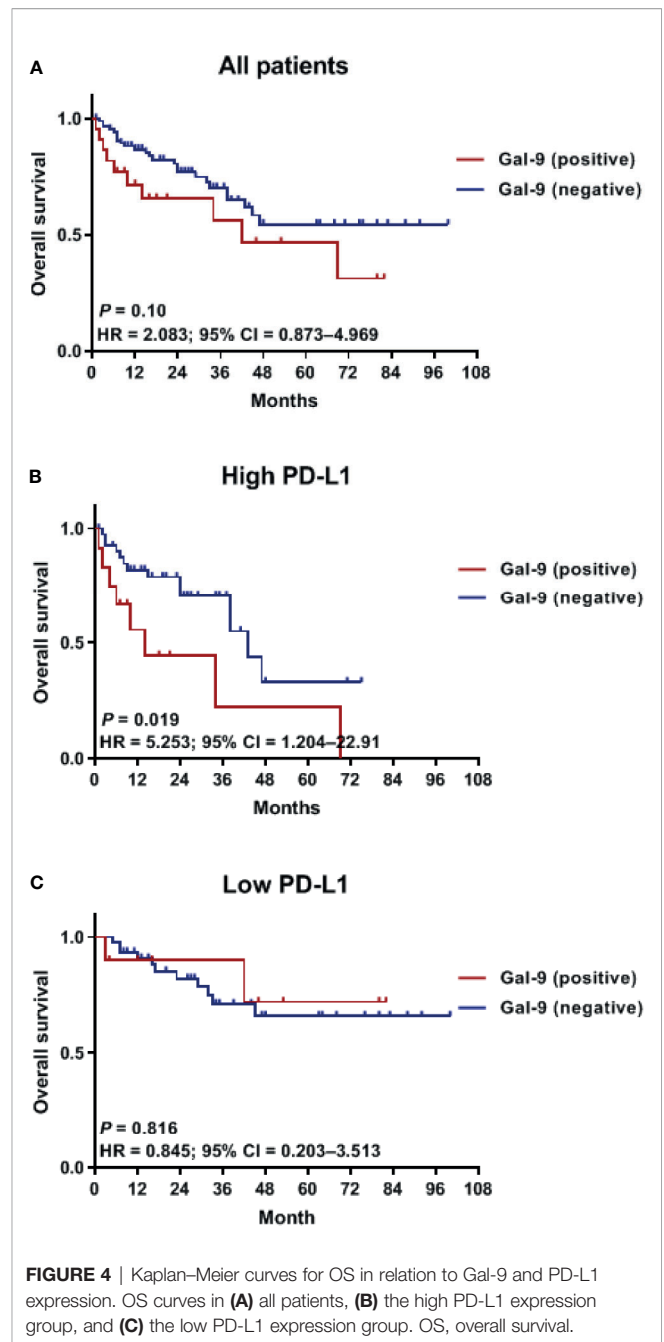 A
All patients
1.0
0.5
0.0
Overall survival
Gal-9 (positive)
Gal-9 (negative)
P = 0.10
HR = 2.083; 95% CI = 0.873–4.969
0 12 24 36 48 60 72 84 96 108
Months
B
High PD-L1
1.0
0.5
0.0
Overall survival
Gal-9 (positive)
Gal-9 (negative)
P = 0.019
HR = 5.253; 95% CI = 1.204–22.91
0 12 24 36 48 60 72 84 96 108
Months
C
Low PD-L1
1.0
0.5
0.0
Overall survival
Gal-9 (positive)
Gal-9 (negative)
P = 0.816
HR = 0.845; 95% CI = 0.203–3.513
0 12 24 36 48 60 72 84 96 108
Month
FIGURE 4 | Kaplan–Meier curves for OS in relation to Gal-9 and PD-L1
expression. OS curves in (A) all patients, (B) the high PD-L1 expression
group, and (C) the low PD-L1 expression group. OS, overall survival.